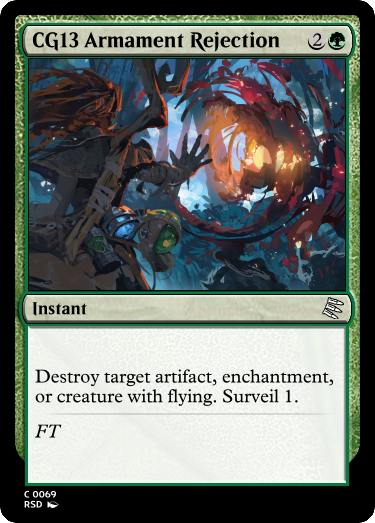 CG13 Armament Rejection 2
Instant
Destroy target artifact, enchantment,
or creature with flying. Surveil 1.
FT
C 0069
RSD